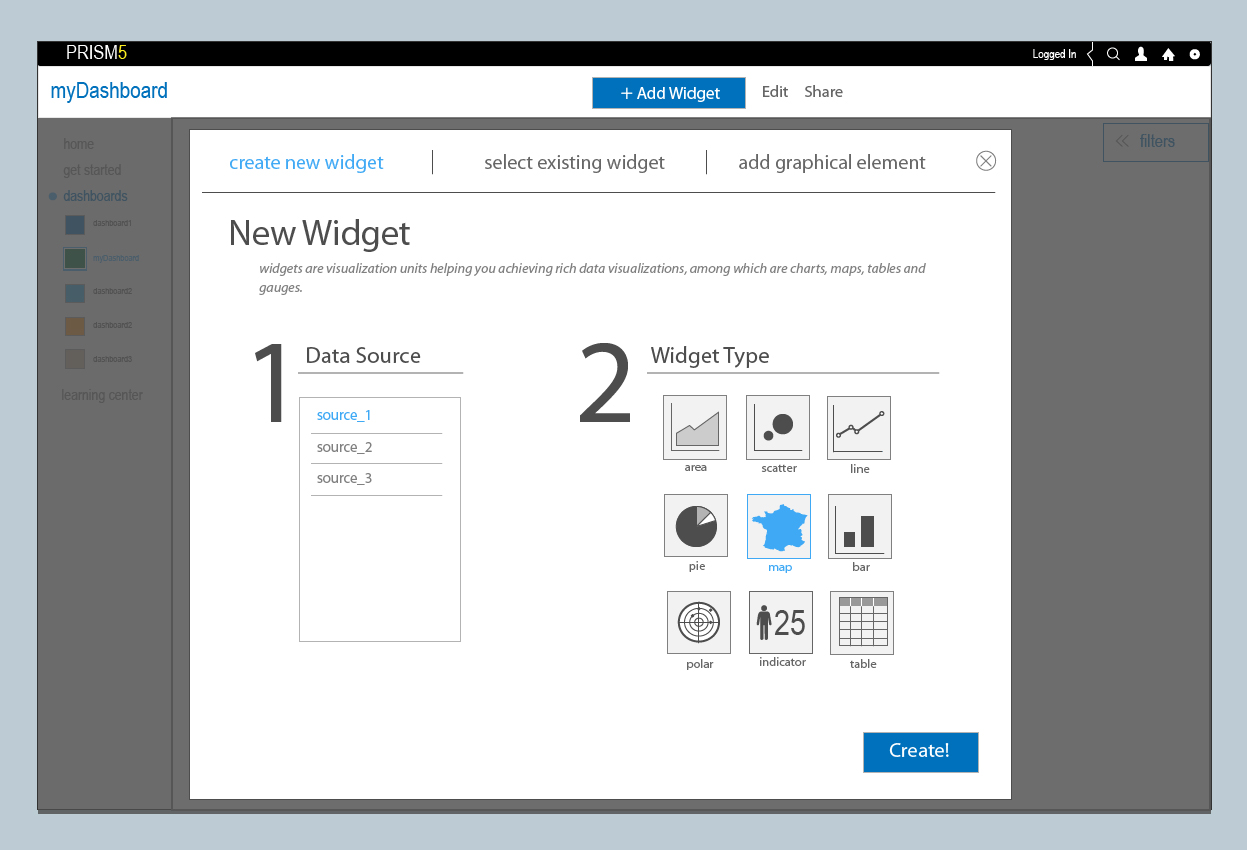 PRISM5
Logged In
myDashboard
+ Add Widget
Edit
Share
home
get started
dashboards
dashboard1
myDashboard
dashboard2
dashboard2
dashboard3
learning center
filters
create new widget
select existing widget
add graphical element
New Widget
widgets are visualization units helping you achieving rich data visualizations, among which are charts, maps, tables and
gauges.
1
Data Source
source_1
source_2
source_3
2
Widget Type
area
scatter
line
pie
map
bar
25
polar
indicator
table
Create!